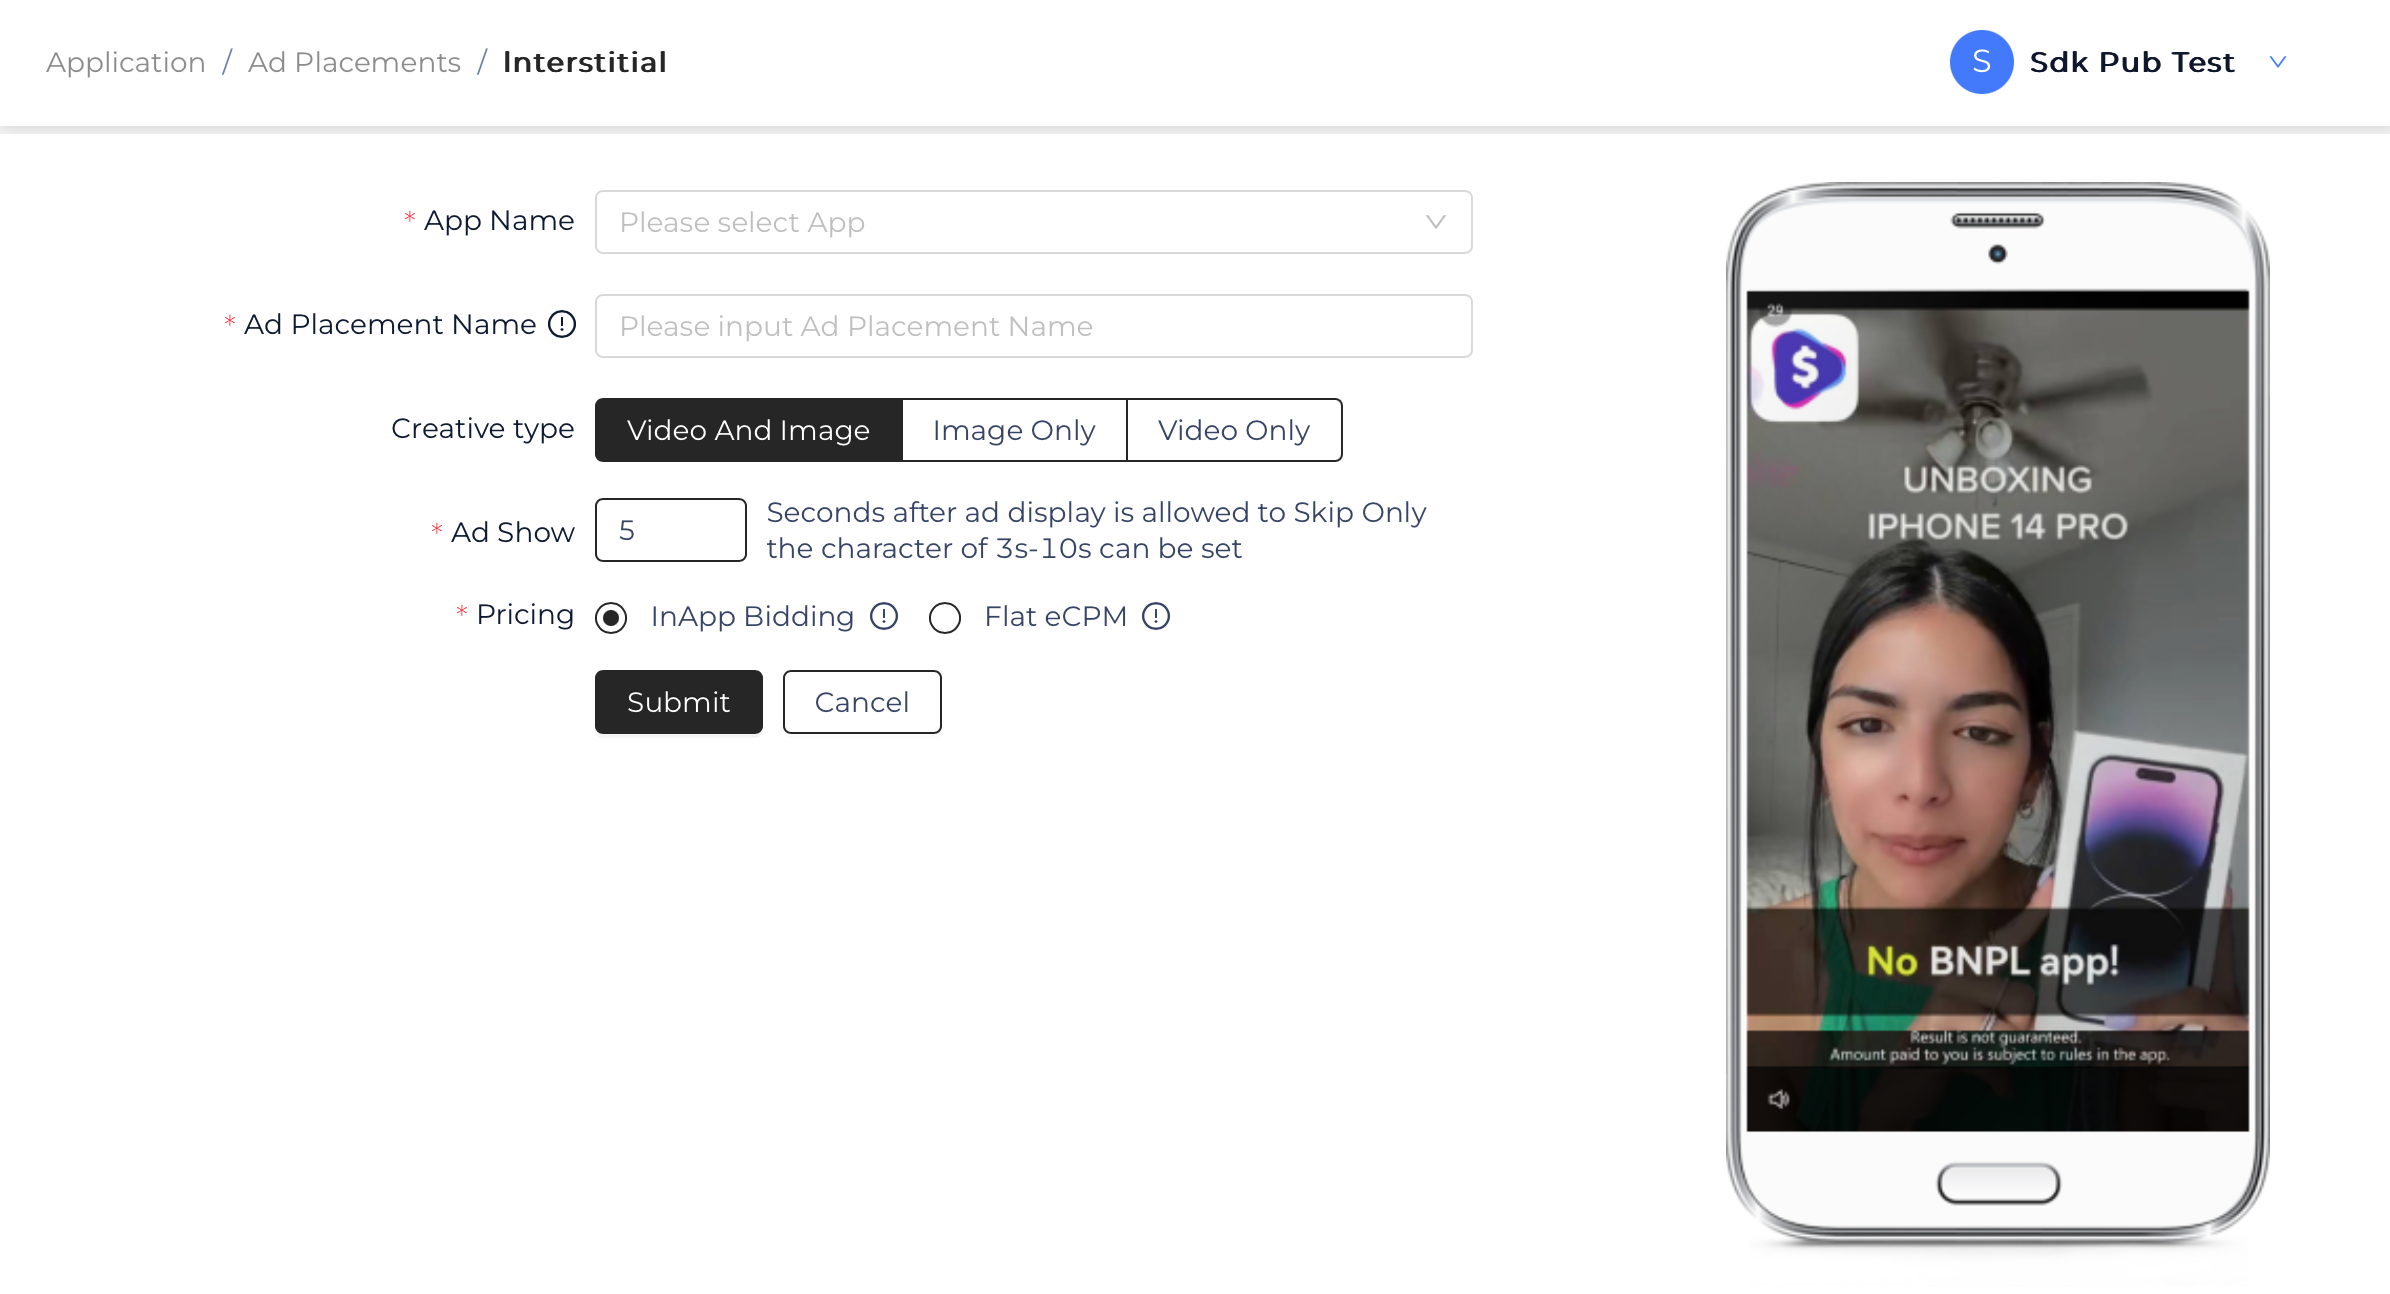 Application / Ad Placements / Interstitial
S Sdk Pub Test
* App Name
Please select App
* Ad Placement Name
Please input Ad Placement Name
Creative type
Video And Image
Image Only
Video Only
* Ad Show
5
Seconds after ad display is allowed to Skip Only
the character of 3s-10s can be set
* Pricing
InApp Bidding
Flat eCPM
Submit
Cancel
29
$
UNBOXING
IPHONE 14 PRO
No BNPL app!
Result is not guaranteed.
Amount paid to you is subject to rules in the app.